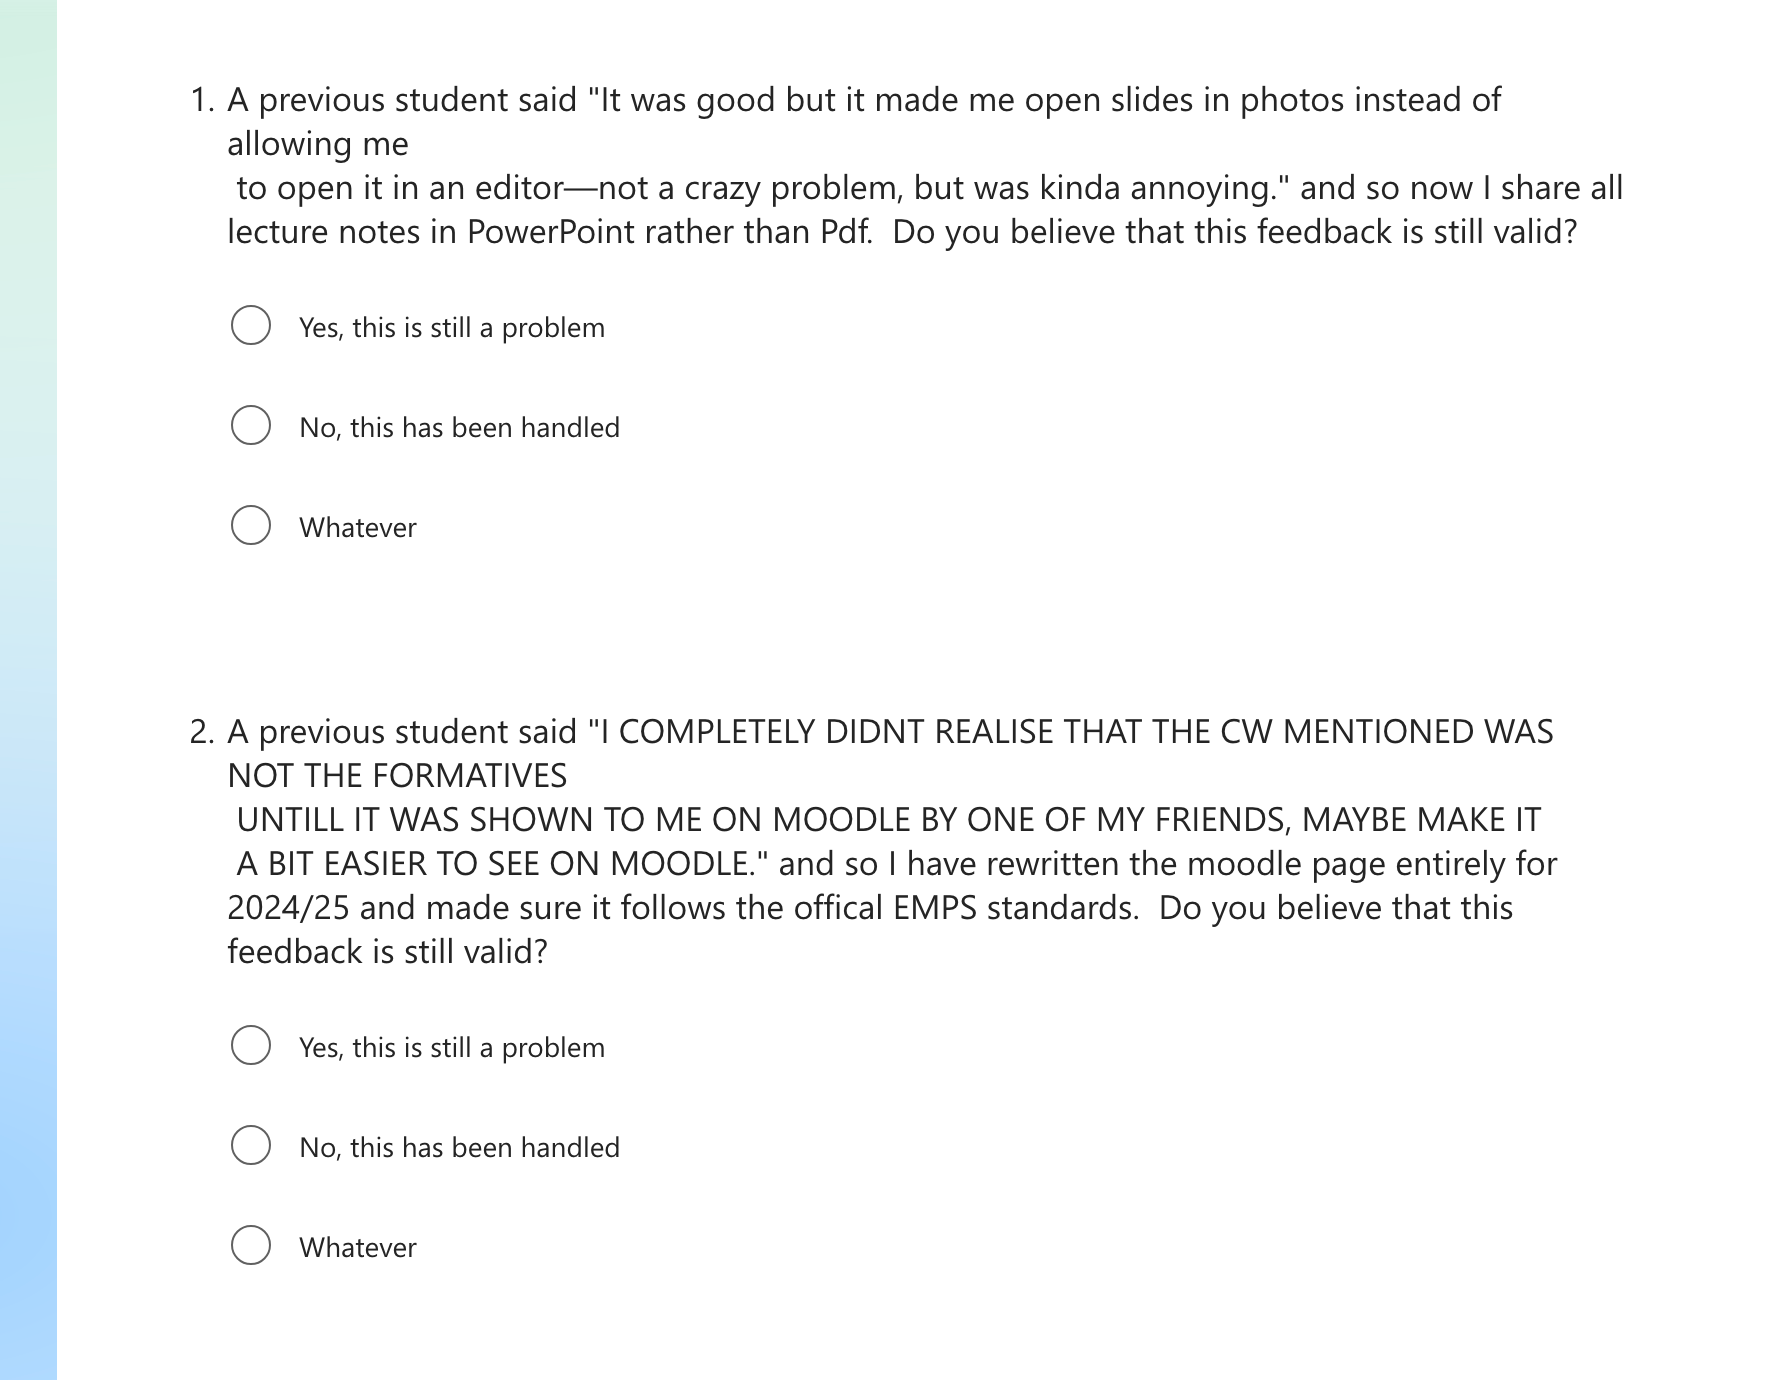 1. A previous student said "It was good but it made me open slides in photos instead of
allowing me
to open it in an editor—not a crazy problem, but was kinda annoying." and so now I share all
lecture notes in PowerPoint rather than Pdf.  Do you believe that this feedback is still valid?
Yes, this is still a problem
No, this has been handled
Whatever
2. A previous student said "I COMPLETELY DIDNT REALISE THAT THE CW MENTIONED WAS
NOT THE FORMATIVES
UNTILL IT WAS SHOWN TO ME ON MOODLE BY ONE OF MY FRIENDS, MAYBE MAKE IT
A BIT EASIER TO SEE ON MOODLE." and so I have rewritten the moodle page entirely for
2024/25 and made sure it follows the offical EMPS standards.  Do you believe that this
feedback is still valid?
Yes, this is still a problem
No, this has been handled
Whatever